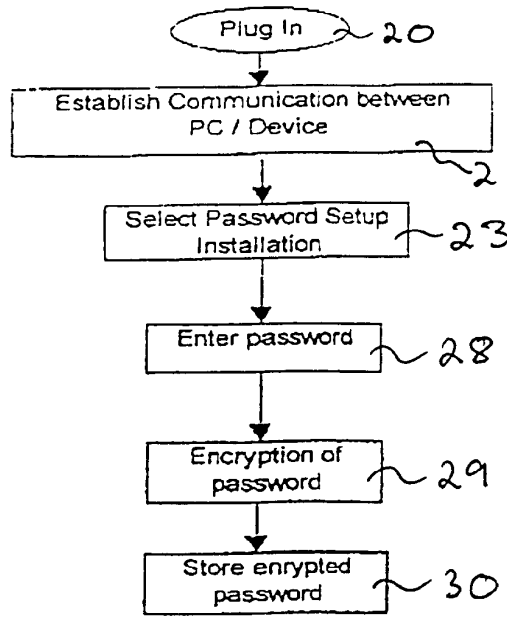 Plug In
20
Establish Communication between
PC / Device
2
Select Password Setup
Installation
23
Enter password
28
Encryption of
password
29
Store enrypted
password
30